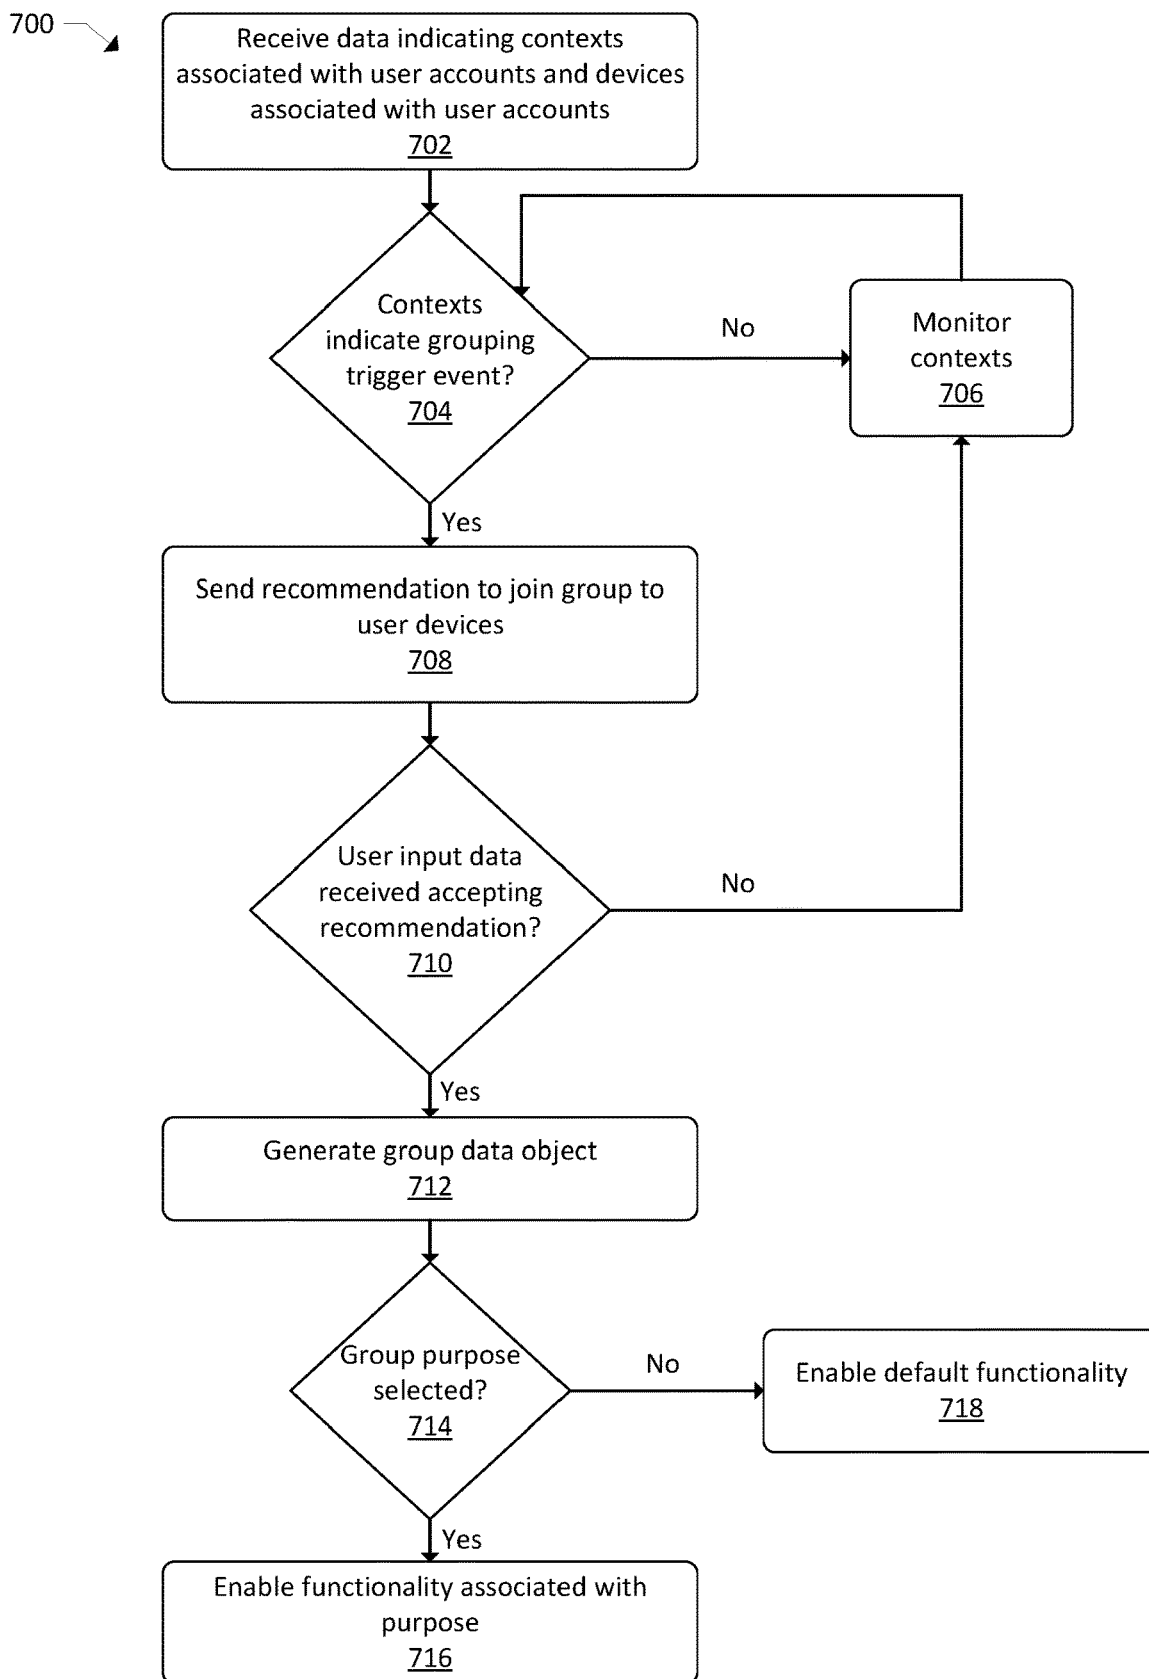 700
Receive data indicating contexts
associated with user accounts and devices
associated with user accounts
702
Contexts
indicate grouping
trigger event?
704
No
Monitor
contexts
706
Yes
Send recommendation to join group to
user devices
708
User input data
received accepting
recommendation?
710
No
Yes
Generate group data object
712
Group purpose
selected?
714
No
Enable default functionality
718
Yes
Enable functionality associated with
purpose
716